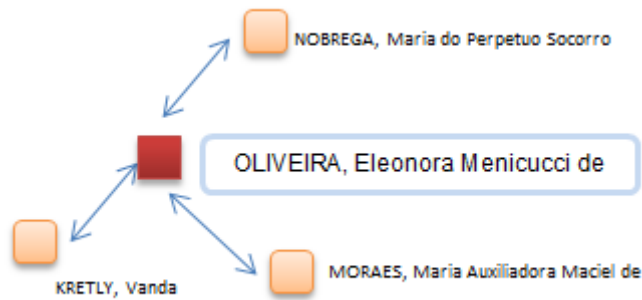 NOBREGA, Maria do Perpetuo Socorro
OLIVEIRA, Eleonora Menicucci de
MORAES, Maria Auxiliadora Maciel de
KRETLY, Vanda